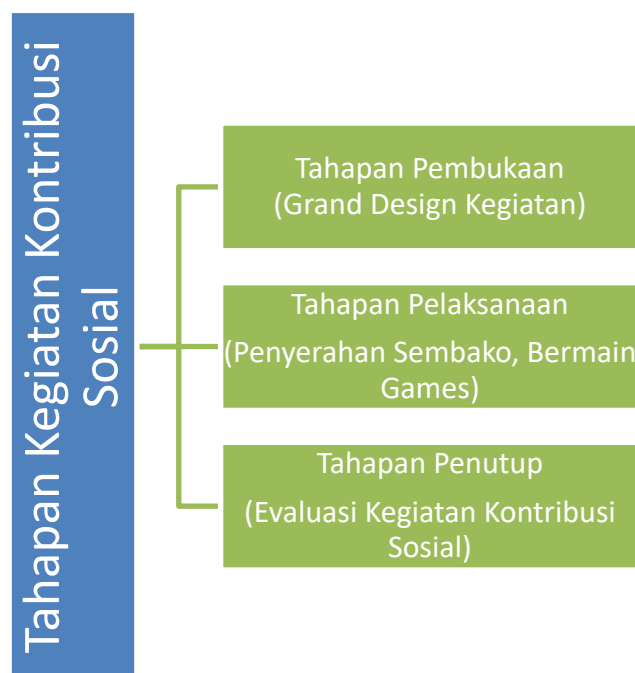 Tahapan Kegiatan Kontribusi
Sosial
Tahapan Pembukaan
(Grand Design Kegiatan)
Tahapan Pelaksanaan
(Penyerahan Sembako, Bermain
Games)
Tahapan Penutup
(Evaluasi Kegiatan Kontribusi
Sosial)